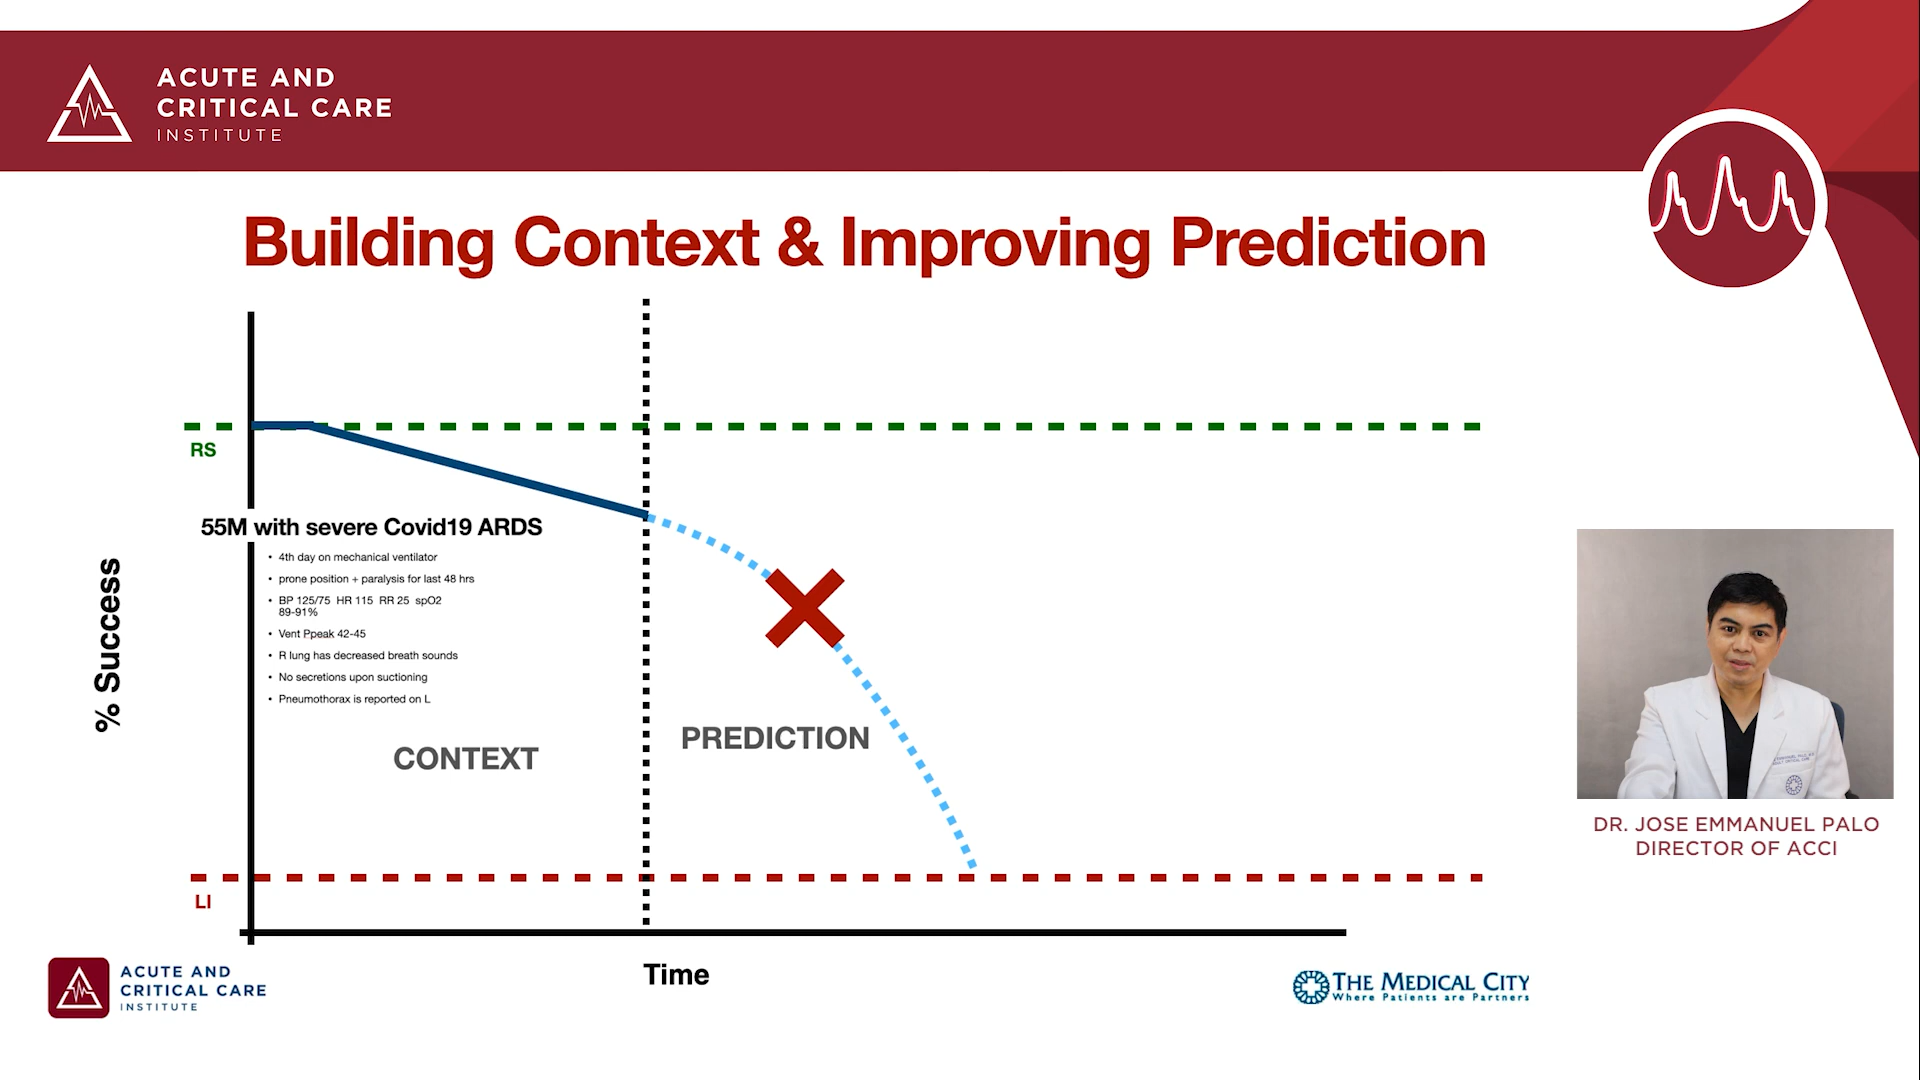 ACUTE AND
CRITICAL CARE
INSTITUTE
Building Context & Improving Prediction
RS
55M with severe Covid19 ARDS
• 4th day on mechanical ventilator
• prone position + paralysis for last 48 hrs
• BP 125/75 HR 115 RR 25 spO2
89-91%
• Vent Ppeak 42-45
• R lung has decreased breath sounds
• No secretions upon suctioning
• Pneumothorax is reported on L
% Success
CONTEXT
PREDICTION
LI
Time
DR. JOSE EMMANUEL PALO
DIRECTOR OF ACCI
ACUTE AND
CRITICAL CARE
INSTITUTE
THE MEDICAL CITY
Where Patients are Partners